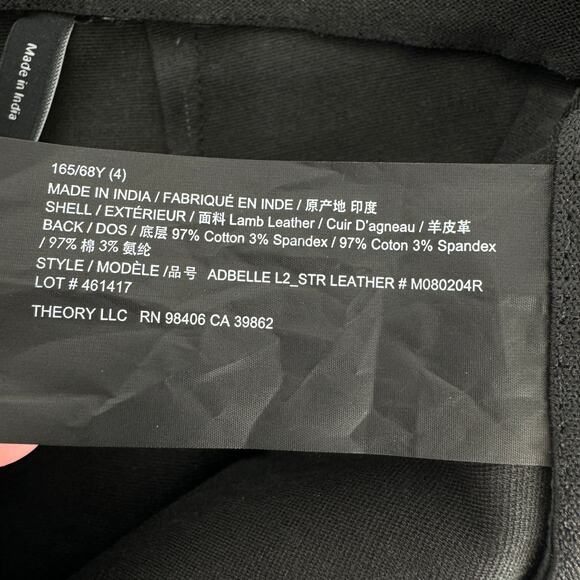 Made in India
165/68Y (4)
MADE IN INDIA / FABRIQUÉ EN INDE / 原产地 印度
SHELL / EXTÉRIEUR / 面料 Lamb Leather / Cuir D'agneau / 羊皮革
BACK / DOS / 底层 97% Cotton 3% Spandex / 97% Coton 3% Spandex
/ 97% 棉 3% 氨纶
STYLE / MODÈLE /品号 ADBELLE L2_STR LEATHER # M080204R
LOT # 461417
THEORY LLC RN 98406 CA 39862